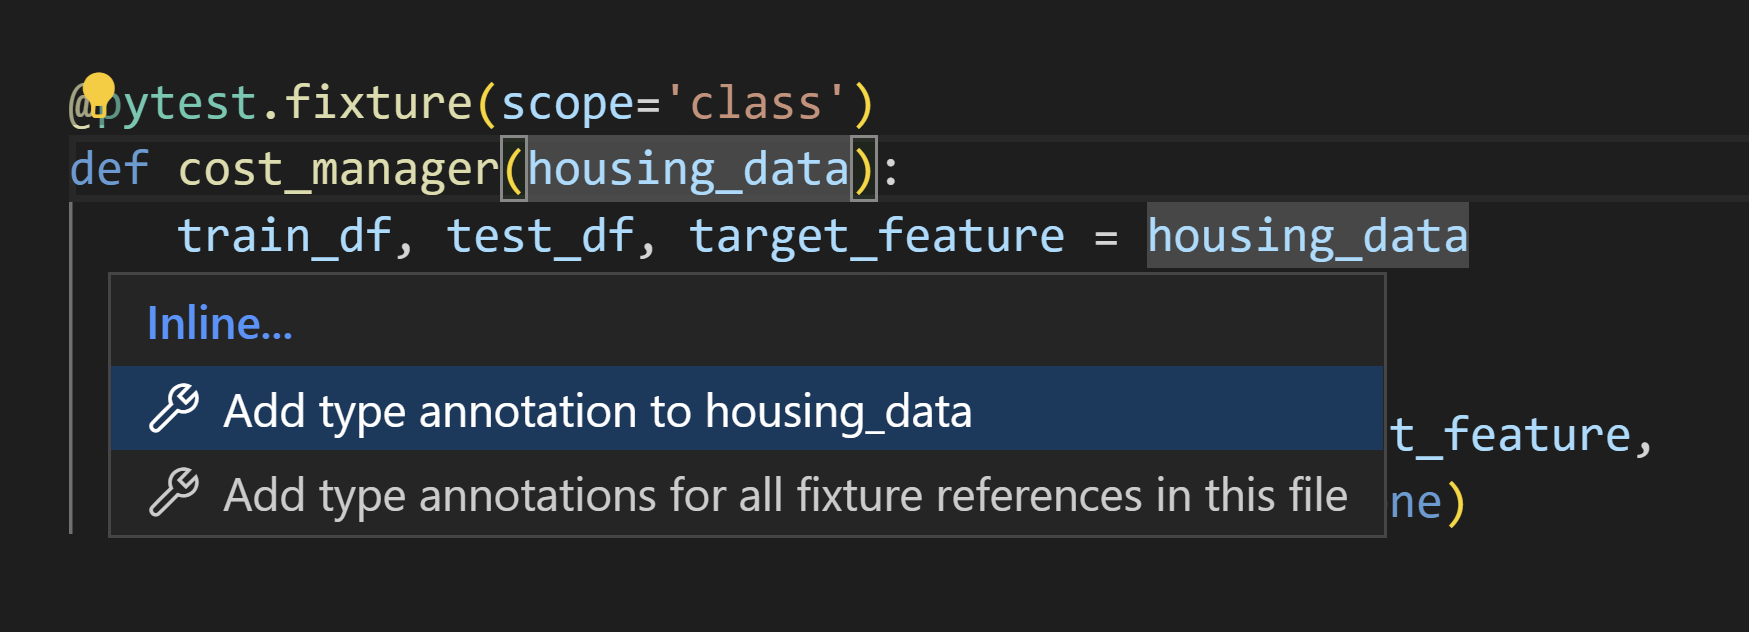 @pytest.fixture(scope='class')
def cost_manager(housing_data):
train_df, test_df, target_feature = housing_data
Inline...
Add type annotation to housing_data
t_feature,
Add type annotations for all fixture references in this file
ne)